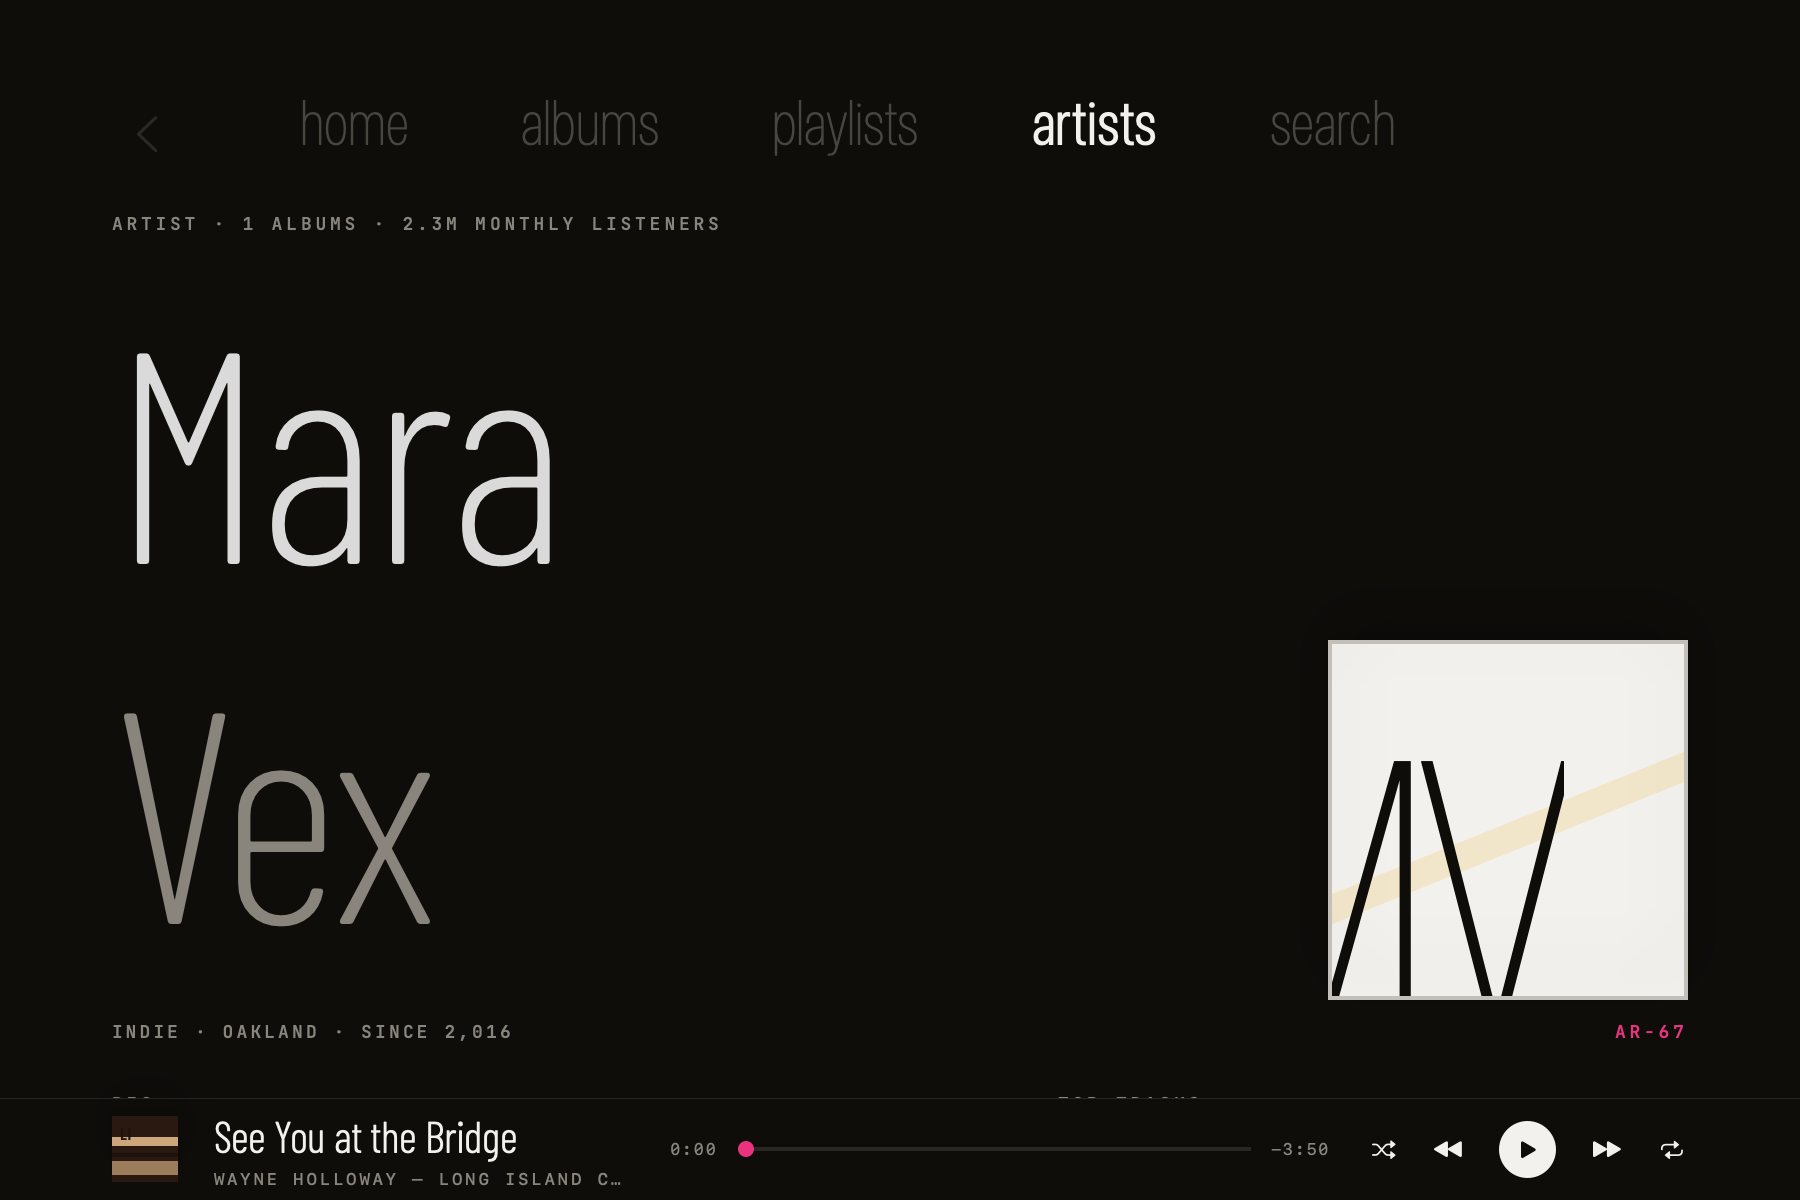 home albums playlists artists search
ARTIST · 1 ALBUMS · 2.3M MONTHLY LISTENERS
Mara
Vex
INDIE · OAKLAND · SINCE 2,016
AR-67
See You at the Bridge
WAYNE HOLLOWAY — LONG ISLAND C…
0:00
−3:50